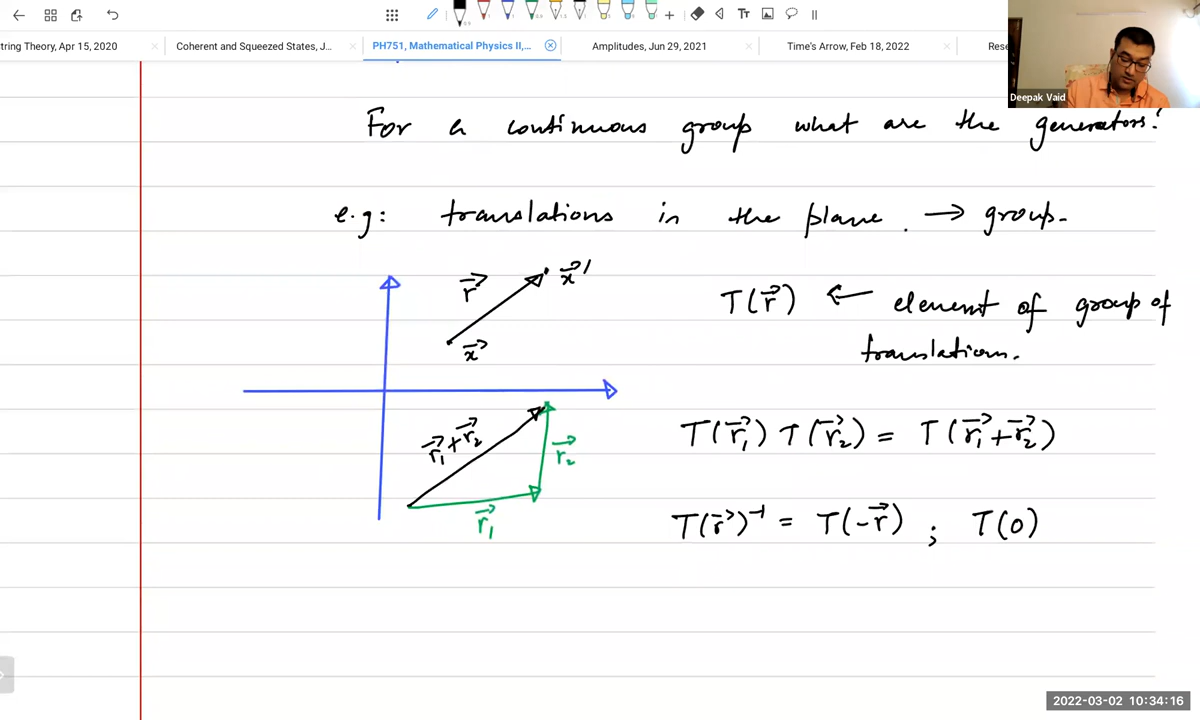 tring Theory, Apr 15, 2020
Coherent and Squeezed States, J...
PH751, Mathematical Physics II,...
Amplitudes, Jun 29, 2021
Time's Arrow, Feb 18, 2022
Rese
Deepak Vaid
For a continuous group what are the generators?
e.g: translations in the plane. → group.
r⃗ x⃗'
x⃗
T(r⃗) ← element of group of
translations.
r⃗₁+r⃗₂
r⃗₂
r⃗₁
T(r⃗₁) T(r⃗₂) = T(r⃗₁+r⃗₂)
T(r⃗)⁻¹ = T(-r⃗) ; T(0)
2022-03-02 10:34:16